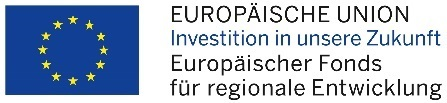 EUROPÄISCHE UNION
Investition in unsere Zukunft
Europäischer Fonds
für regionale Entwicklung